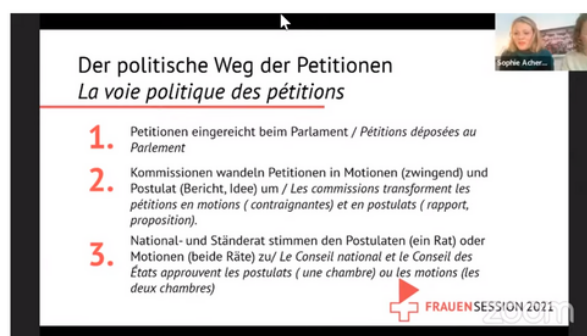 Sophie Acher...
Der politische Weg der Petitionen
La voie politique des pétitions
1. Petitionen eingereicht beim Parlament / Pétitions déposées au
Parlement
2. Kommissionen wandeln Petitionen in Motionen (zwingend) und
Postulat (Bericht, Idee) um / Les commissions transforment les
pétitions en motions ( contraignantes) et en postulats ( rapport,
proposition).
3. National- und Ständerat stimmen den Postulaten (ein Rat) oder
Motionen (beide Räte) zu/ Le Conseil national et le Conseil des
États approuvent les postulats ( une chambre) ou les motions (les
deux chambres)
FRAUENSESSION 2021
zoom